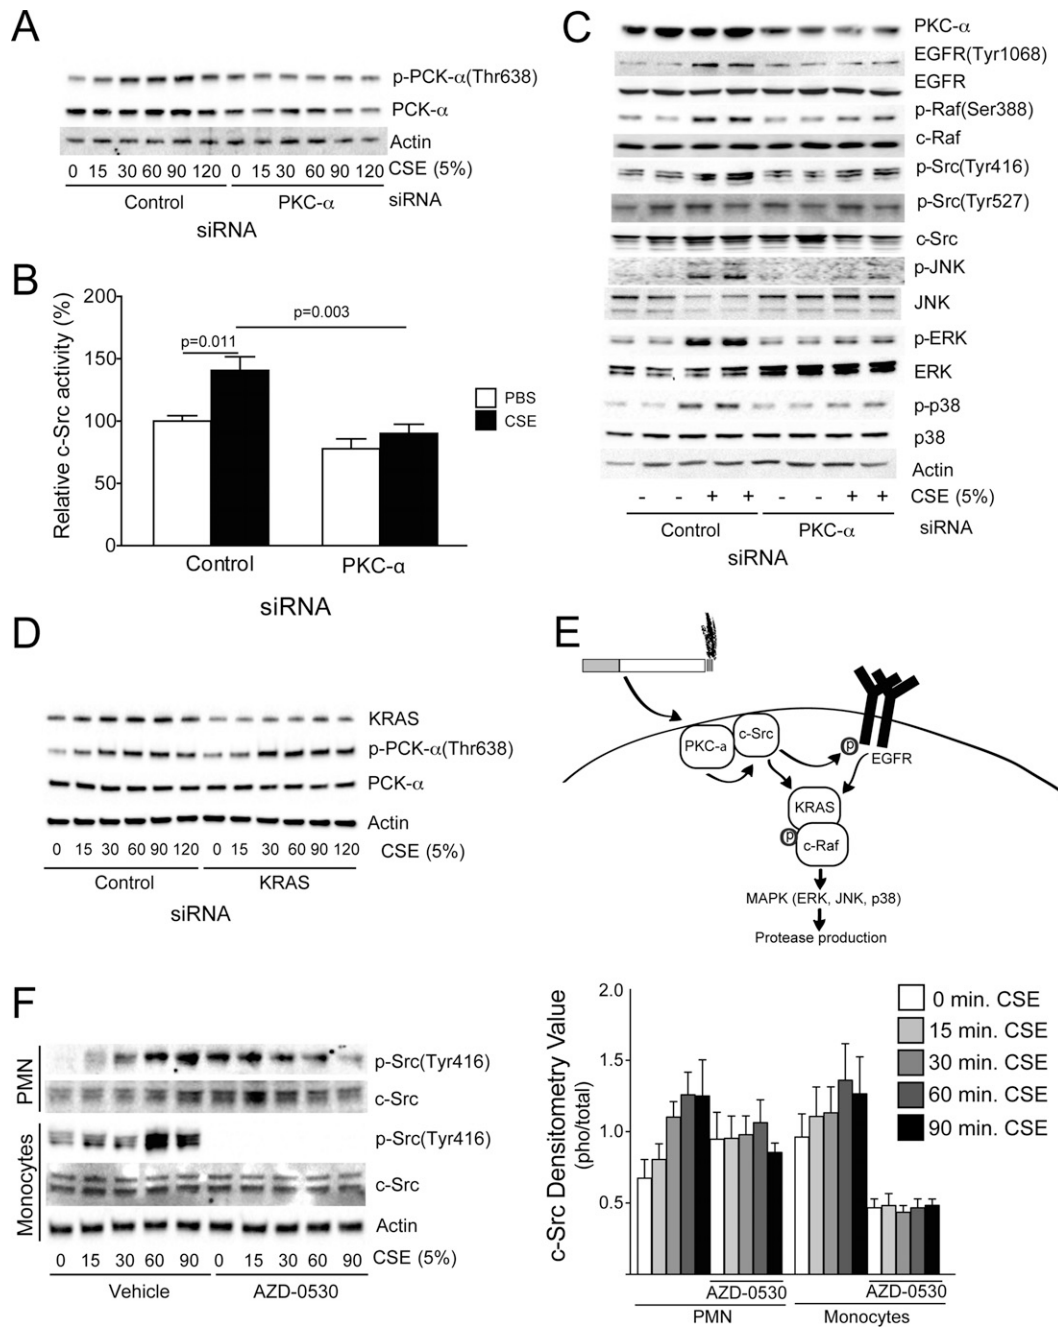 A
p-PCK-α(Thr638)
PCK-α
Actin
0 15 30 60 90 120 0 15 30 60 90 120 CSE (5%)
Control PKC-α siRNA
siRNA
B
Relative c-Src activity (%)
200
150
100
50
0
p=0.011
p=0.003
PBS
CSE
Control PKC-α
siRNA
C
PKC-α
EGFR(Tyr1068)
EGFR
p-Raf(Ser388)
c-Raf
p-Src(Tyr416)
p-Src(Tyr527)
c-Src
p-JNK
JNK
p-ERK
ERK
p-p38
p38
Actin
- - + + - - + + CSE (5%)
Control PKC-α siRNA
siRNA
D
KRAS
p-PCK-α(Thr638)
PCK-α
Actin
0 15 30 60 90 120 0 15 30 60 90 120 CSE (5%)
Control KRAS
siRNA
E
PKC-a
c-Src
p
EGFR
KRAS
p
c-Raf
MAPK (ERK, JNK, p38)
Protease production
F
PMN
p-Src(Tyr416)
c-Src
Monocytes
p-Src(Tyr416)
c-Src
Actin
0 15 30 60 90 0 15 30 60 90 CSE (5%)
Vehicle AZD-0530
c-Src Densitometry Value
(pho/total)
2.0
1.5
1.0
0.5
0 min. CSE
15 min. CSE
30 min. CSE
60 min. CSE
90 min. CSE
AZD-0530 AZD-0530
PMN Monocytes